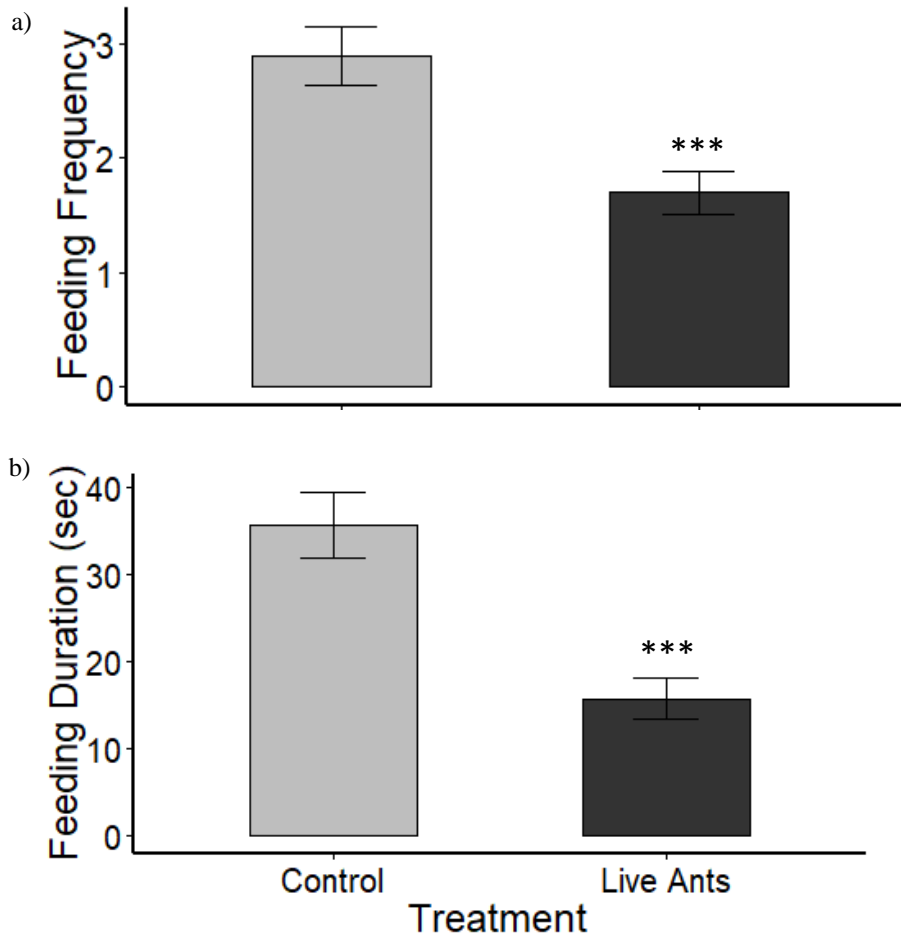 a)
Feeding Frequency
3
2
1
0
***
b)
Feeding Duration (sec)
40
30
20
10
0
***
Control Live Ants
Treatment